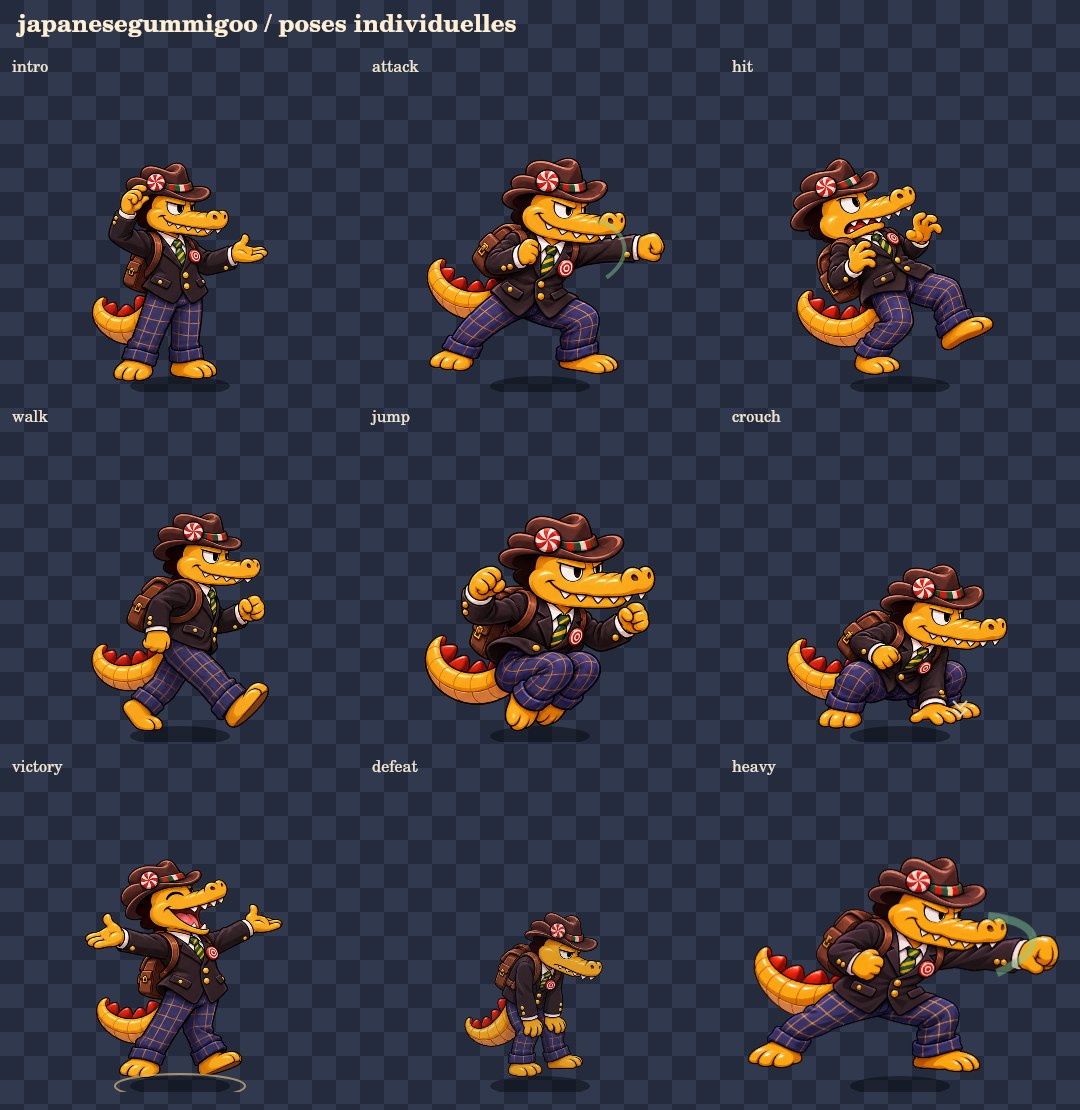 japanesegummigoo / poses individuelles
intro
attack
hit
walk
jump
crouch
victory
defeat
heavy